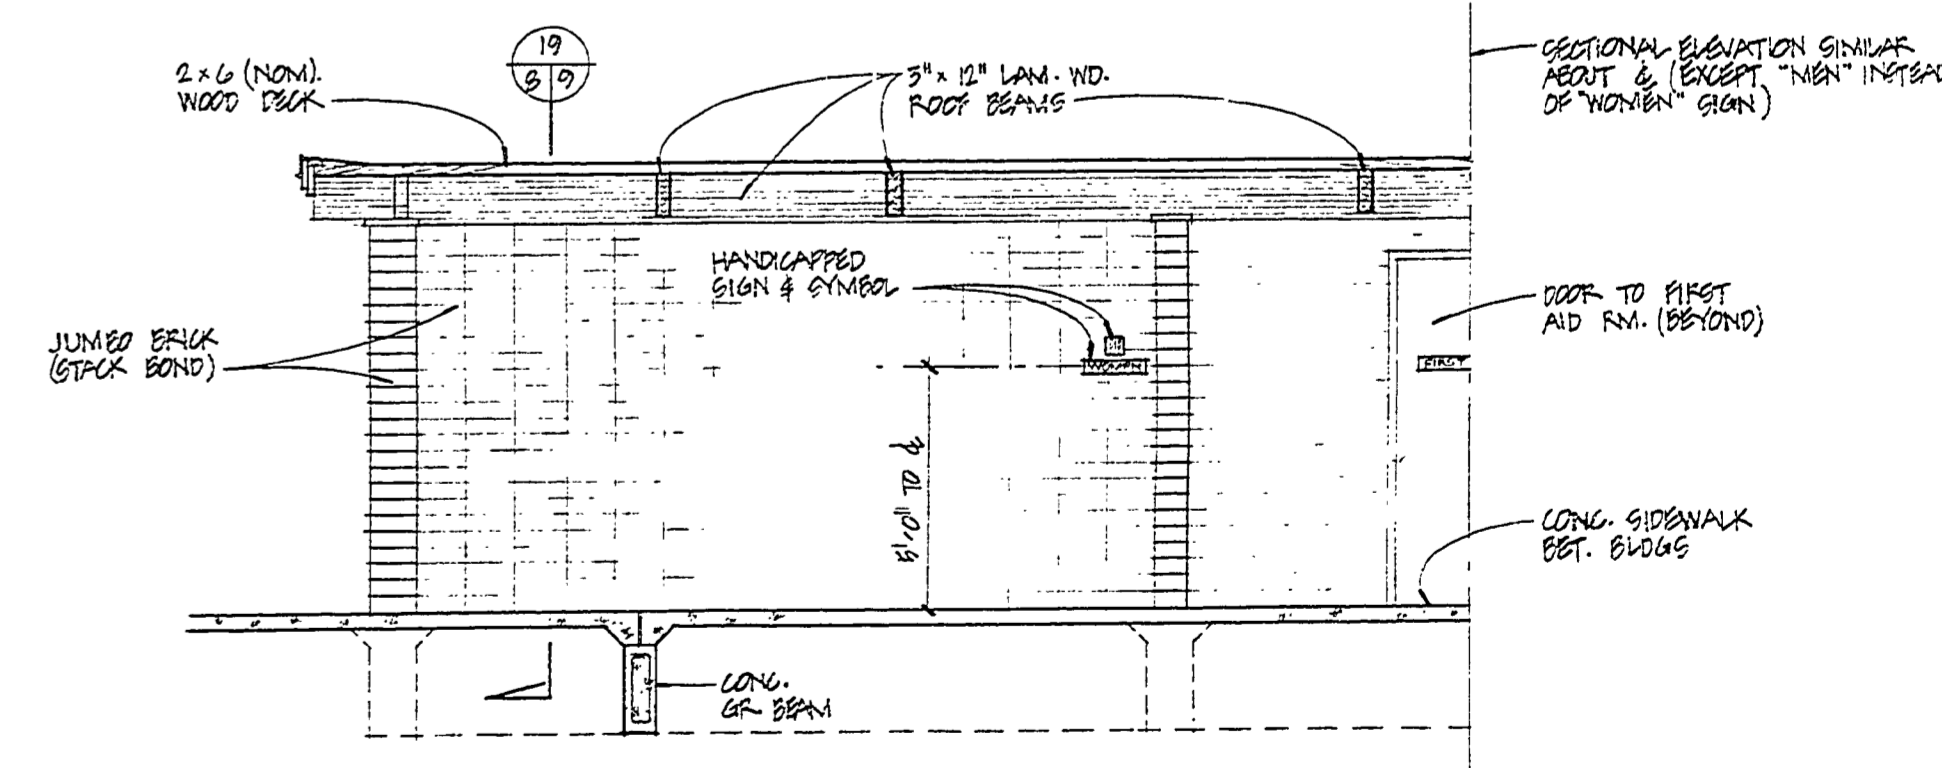 19
8 9
2 x 6 (NOM).
WOOD DECK
3" x 12" LAM. WD.
ROOF BEAMS
SECTIONAL ELEVATION SIMILAR
ABOUT ℄ (EXCEPT "MEN" INSTEAD
OF "WOMEN" SIGN)
HANDICAPPED
SIGN & SYMBOL
JUMBO BRICK
(STACK BOND)
WOMEN
DOOR TO FIRST
AID RM. (BEYOND)
FIRST
5'-0" TO ℄
CONC. SIDEWALK
BET. BLDGS
CONC.
GR. BEAM